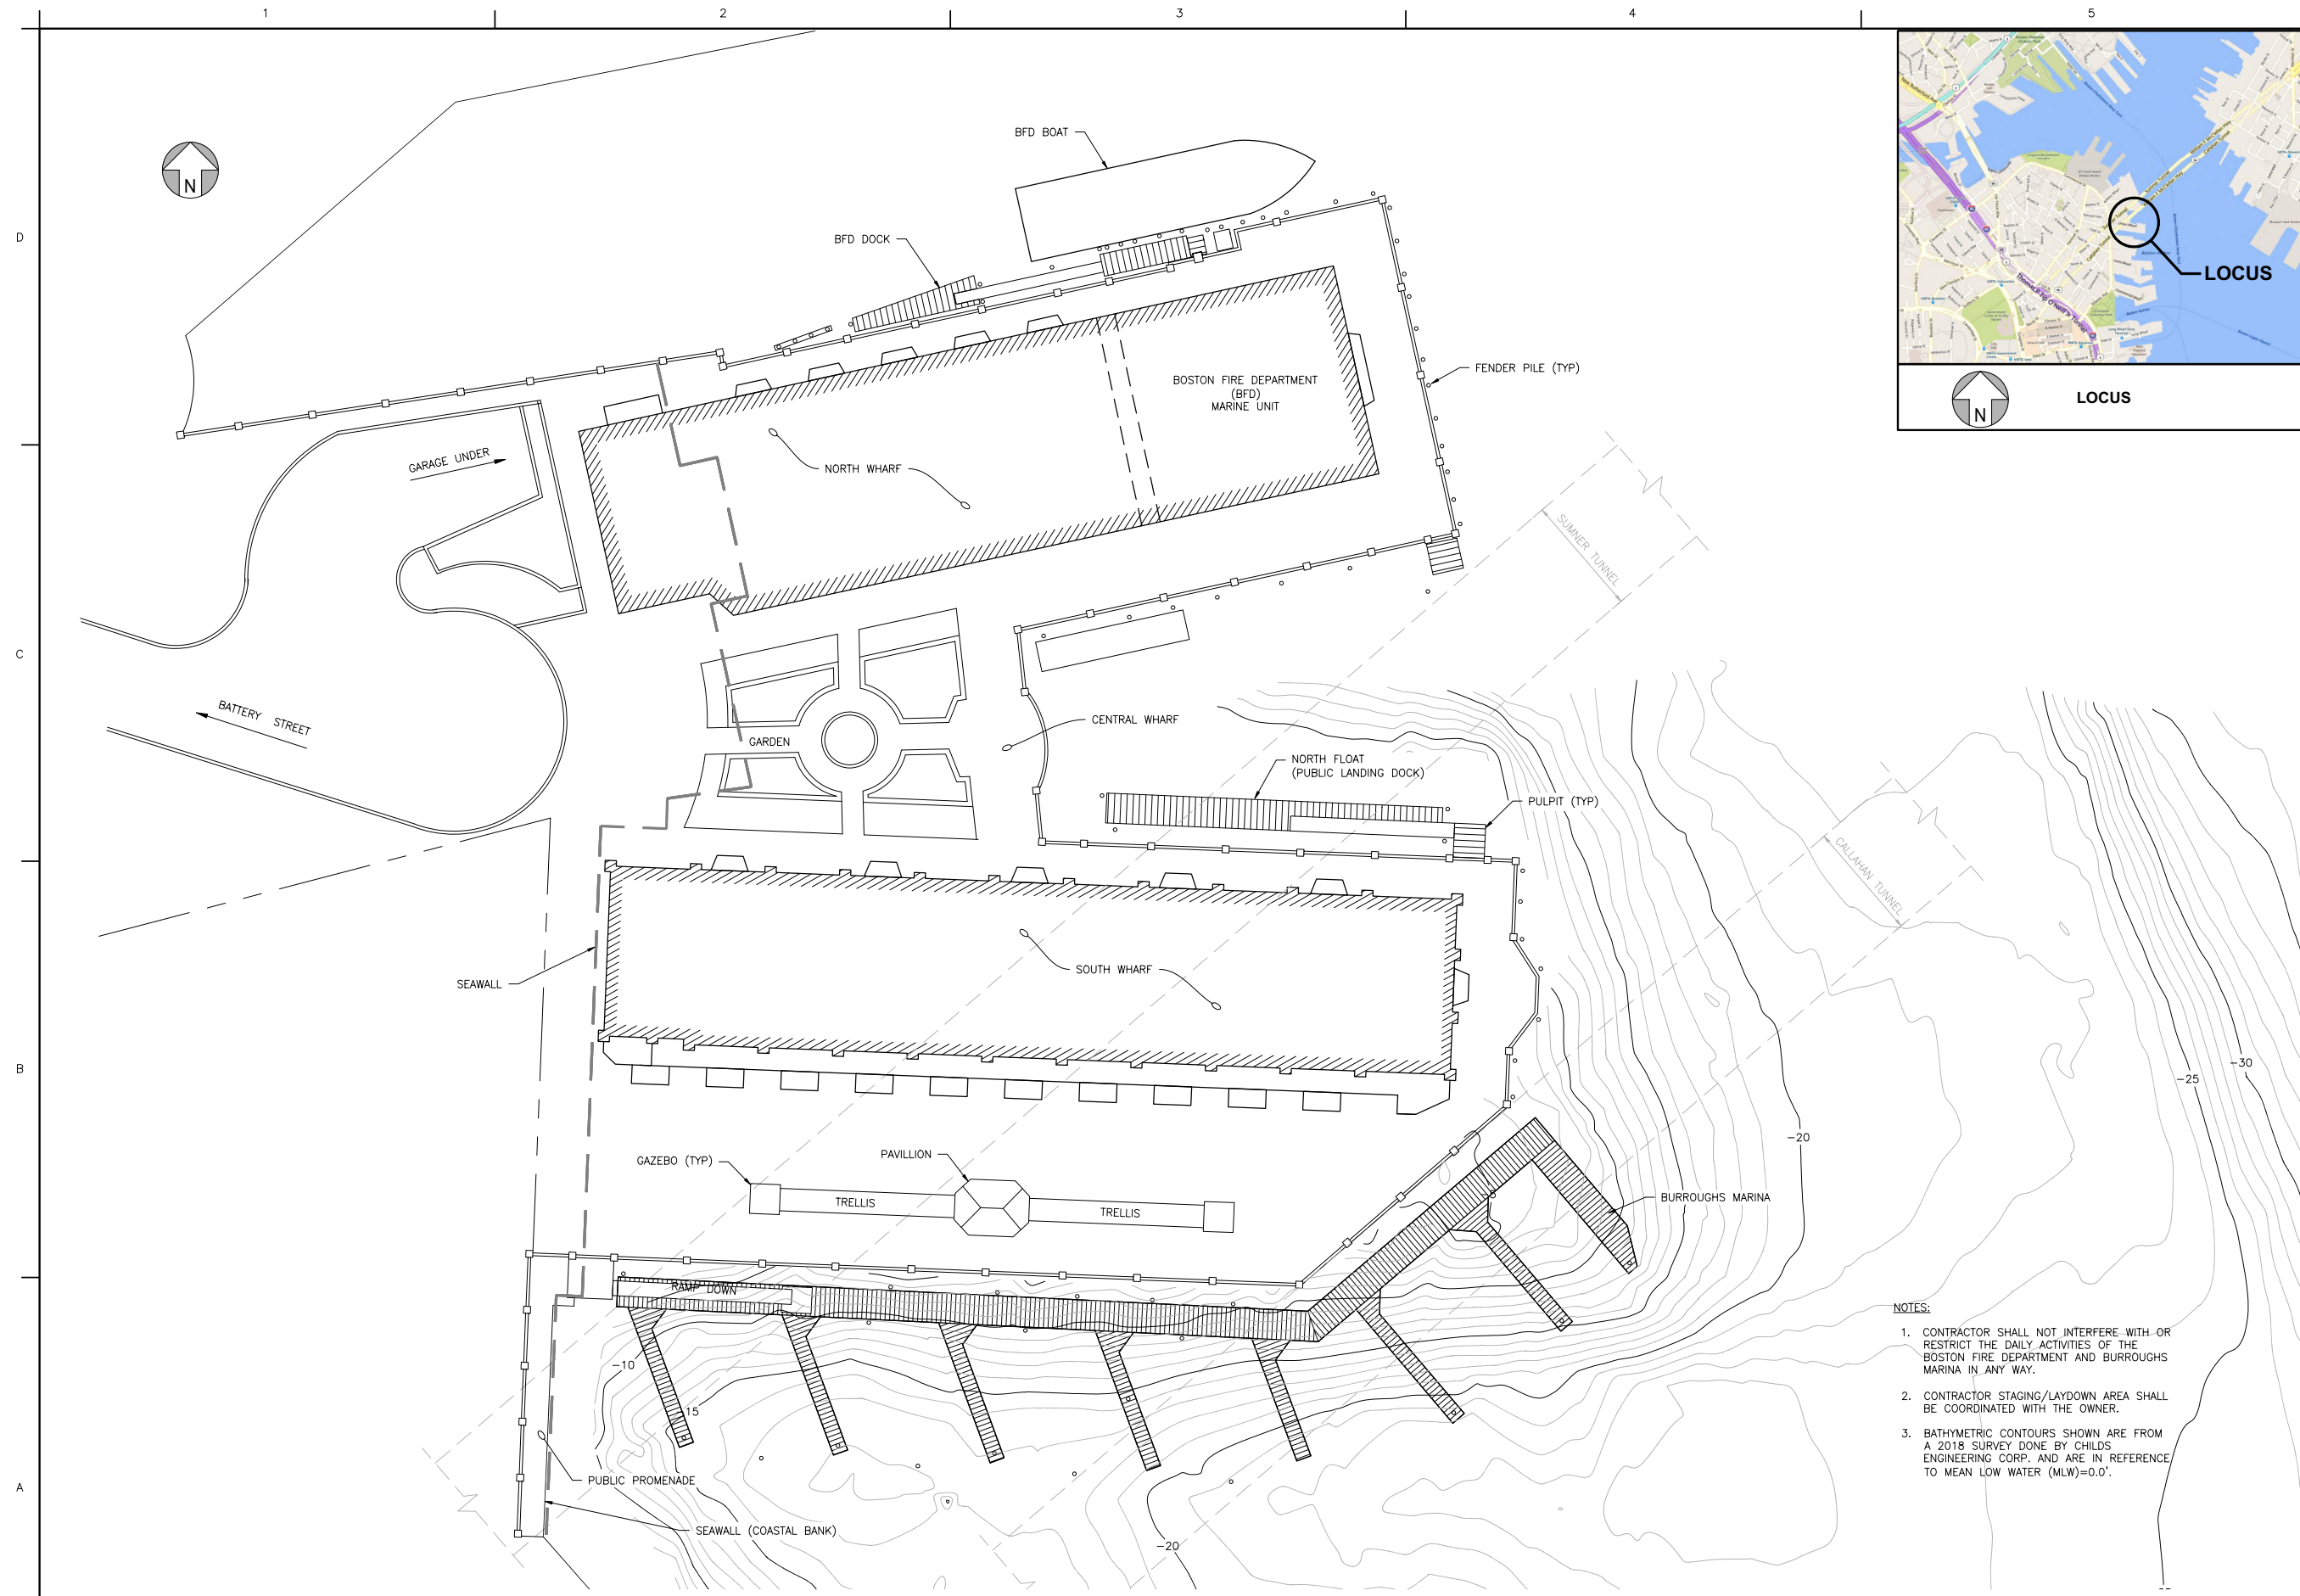 1
2
3
4
5
D
C
B
A
N
BFD BOAT
BFD DOCK
BOSTON FIRE DEPARTMENT
(BFD)
MARINE UNIT
FENDER PILE (TYP)
LOCUS
N
LOCUS
GARAGE UNDER
NORTH WHARF
SUMNER TUNNEL
BATTERY STREET
GARDEN
CENTRAL WHARF
NORTH FLOAT
(PUBLIC LANDING DOCK)
PULPIT (TYP)
CALLAHAN TUNNEL
SEAWALL
SOUTH WHARF
-30
-25
-20
GAZEBO (TYP)
PAVILLION
TRELLIS
TRELLIS
BURROUGHS MARINA
RAMP DOWN
-10
15
PUBLIC PROMENADE
SEAWALL (COASTAL BANK)
-20
NOTES:
1. CONTRACTOR SHALL NOT INTERFERE WITH OR
RESTRICT THE DAILY ACTIVITIES OF THE
BOSTON FIRE DEPARTMENT AND BURROUGHS
MARINA IN ANY WAY.
2. CONTRACTOR STAGING/LAYDOWN AREA SHALL
BE COORDINATED WITH THE OWNER.
3. BATHYMETRIC CONTOURS SHOWN ARE FROM
A 2018 SURVEY DONE BY CHILDS
ENGINEERING CORP. AND ARE IN REFERENCE
TO MEAN LOW WATER (MLW)=0.0'.